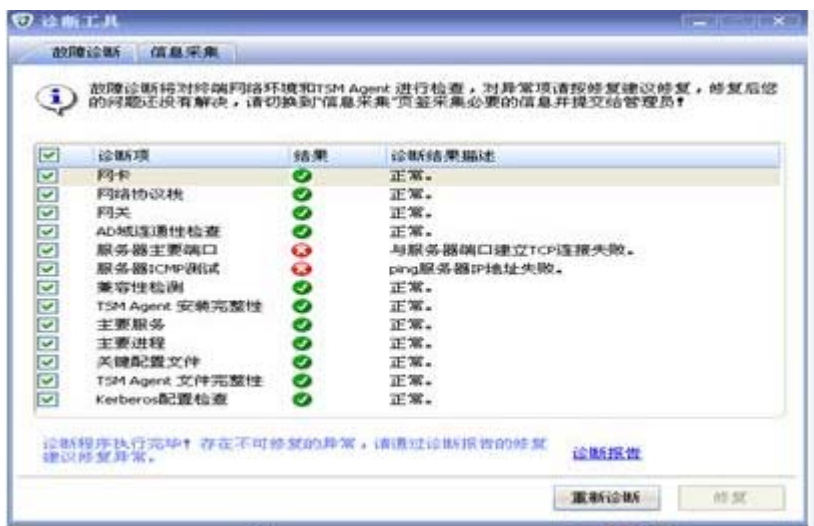 诊断工具
故障诊断 信息采集
故障诊断将对终端网络环境和TSM Agent 进行检查，对异常项请按修复建议修复，修复后您
的问题还没有解决，请切换到"信息采集"页签采集必要的信息并提交给管理员！
诊断项 结果 诊断结果描述
网卡 正常。
网络协议栈 正常。
网关 正常。
AD域连通性检查 正常。
服务器主要端口 与服务器端口建立TCP连接失败。
服务器ICMP测试 ping服务器IP地址失败。
兼容性检测 正常。
TSM Agent 安装完整性 正常。
主要服务 正常。
主要进程 正常。
关键配置文件 正常。
TSM Agent 文件完整性 正常。
Kerberos配置检查 正常。
诊断程序执行完毕！存在不可修复的异常，请通过诊断报告的修复
建议修复异常。 诊断报告
重新诊断 修复